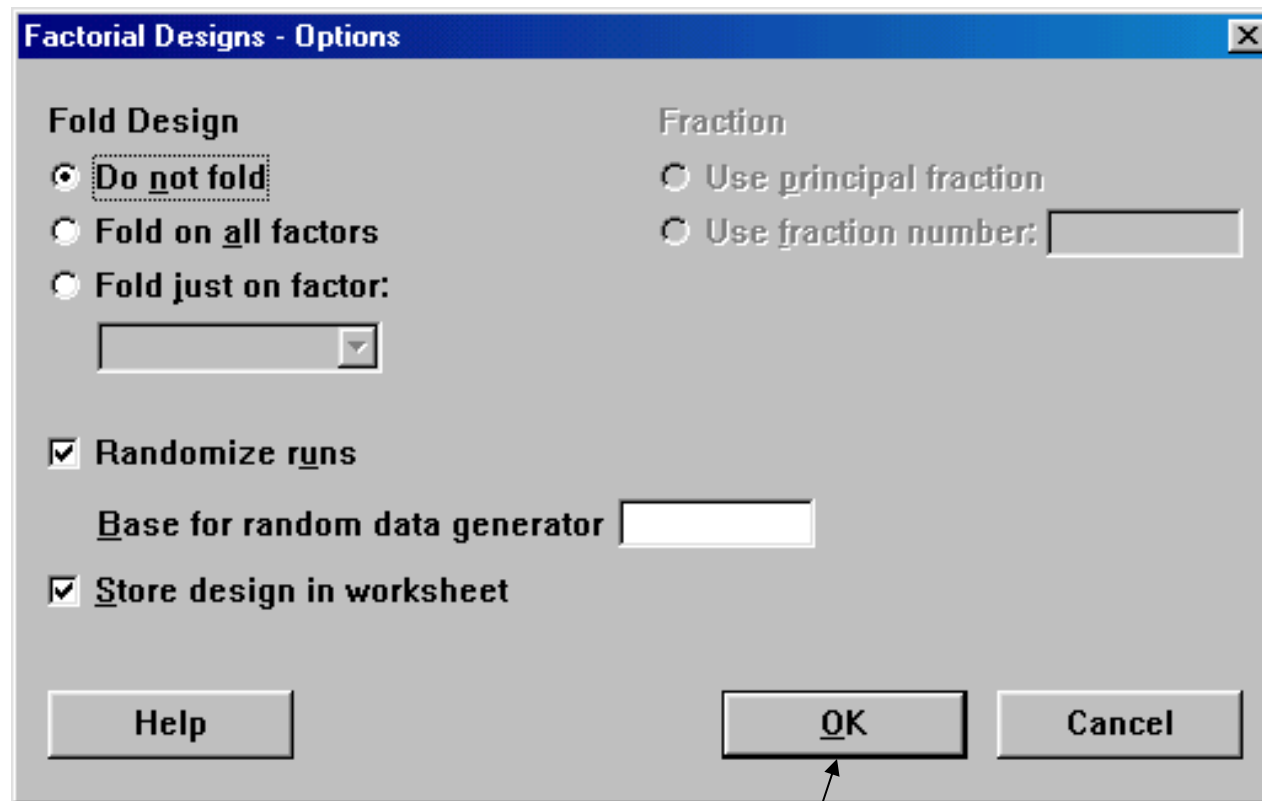 Factorial Designs - Options
Fold Design
Do not fold
Fold on all factors
Fold just on factor:
Fraction
Use principal fraction
Use fraction number:
Randomize runs
Base for random data generator
Store design in worksheet
Help
OK
Cancel